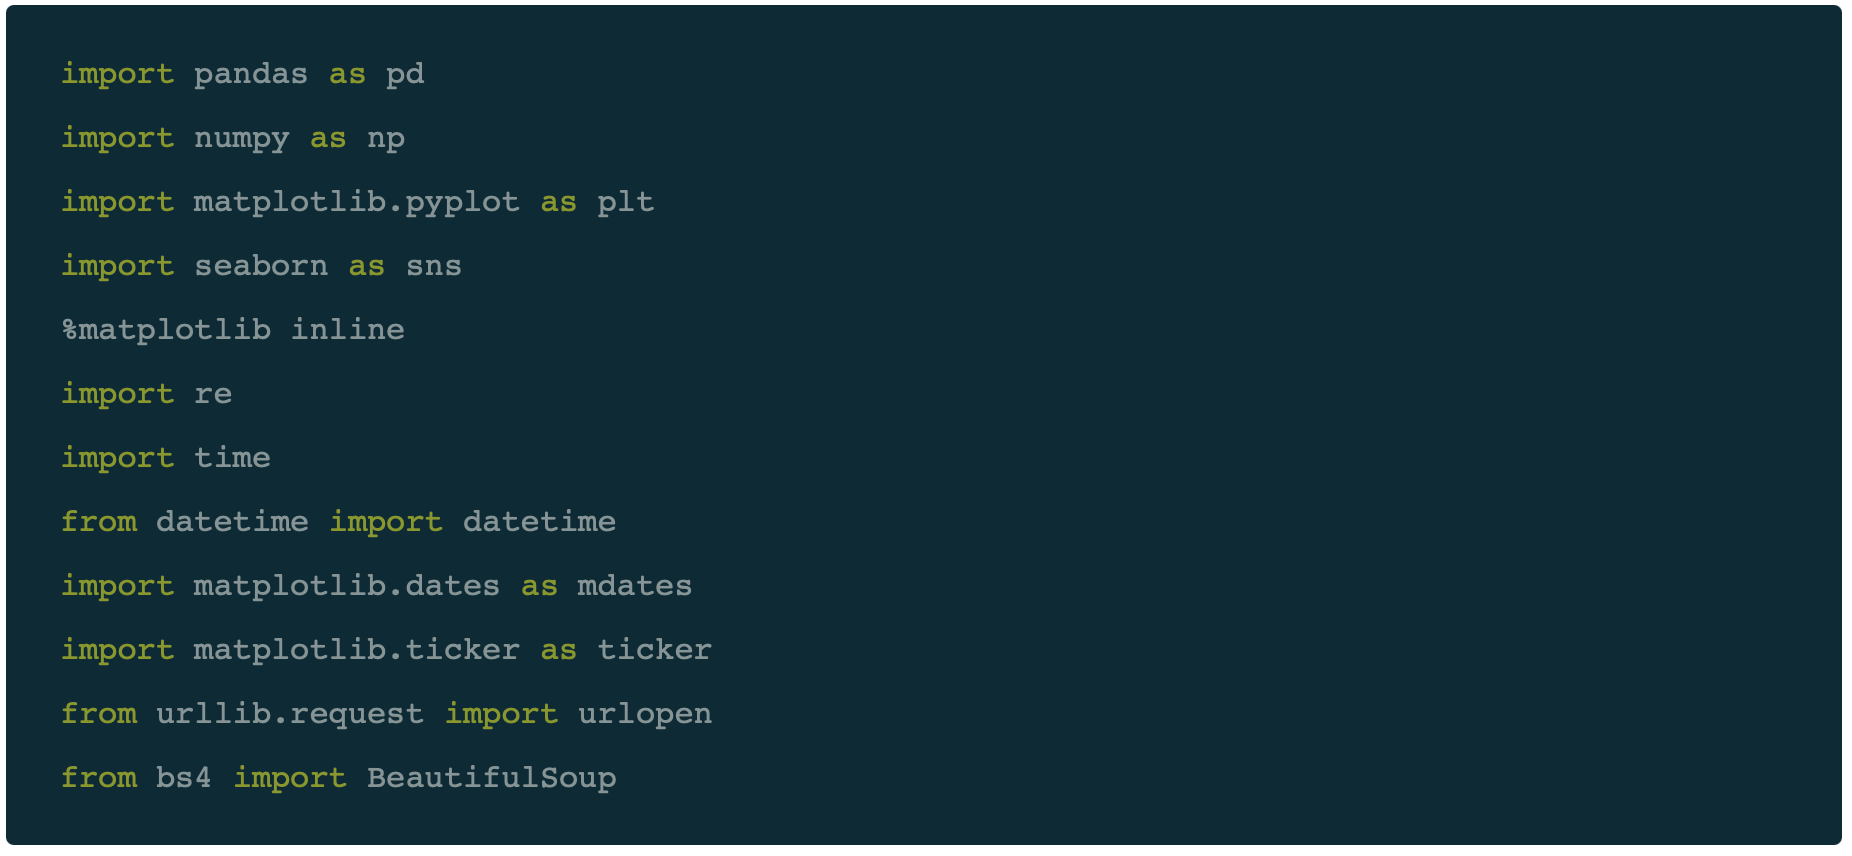 import pandas as pd
import numpy as np
import matplotlib.pyplot as plt
import seaborn as sns
%matplotlib inline
import re
import time
from datetime import datetime
import matplotlib.dates as mdates
import matplotlib.ticker as ticker
from urllib.request import urlopen
from bs4 import BeautifulSoup